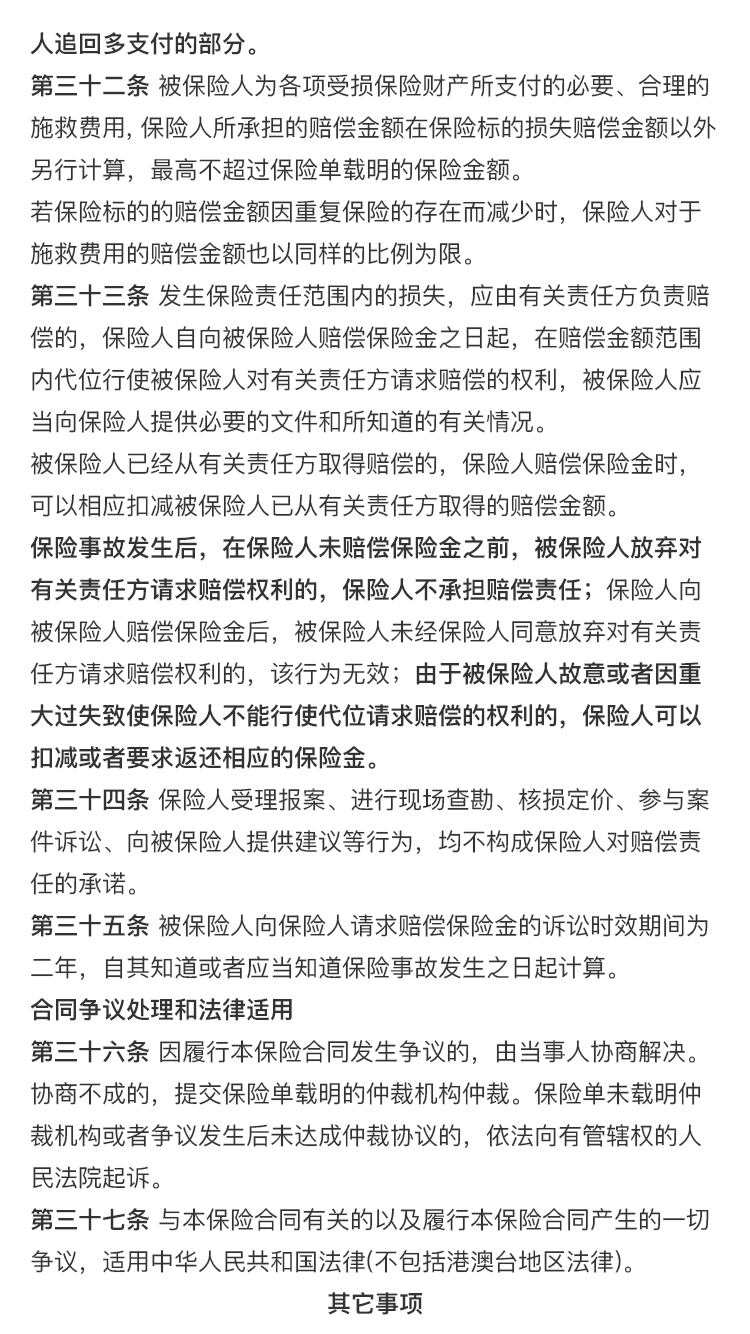 人追回多支付的部分。
第三十二条 被保险人为各项受损保险财产所支付的必要、合理的
施救费用, 保险人所承担的赔偿金额在保险标的损失赔偿金额以外
另行计算，最高不超过保险单载明的保险金额。
若保险标的的赔偿金额因重复保险的存在而减少时，保险人对于
施救费用的赔偿金额也以同样的比例为限。
第三十三条 发生保险责任范围内的损失，应由有关责任方负责赔
偿的，保险人自向被保险人赔偿保险金之日起，在赔偿金额范围
内代位行使被保险人对有关责任方请求赔偿的权利，被保险人应
当向保险人提供必要的文件和所知道的有关情况。
被保险人已经从有关责任方取得赔偿的，保险人赔偿保险金时，
可以相应扣减被保险人已从有关责任方取得的赔偿金额。
保险事故发生后，在保险人未赔偿保险金之前，被保险人放弃对
有关责任方请求赔偿权利的，保险人不承担赔偿责任；保险人向
被保险人赔偿保险金后，被保险人未经保险人同意放弃对有关责
任方请求赔偿权利的，该行为无效；由于被保险人故意或者因重
大过失致使保险人不能行使代位请求赔偿的权利的，保险人可以
扣减或者要求返还相应的保险金。
第三十四条 保险人受理报案、进行现场查勘、核损定价、参与案
件诉讼、向被保险人提供建议等行为，均不构成保险人对赔偿责
任的承诺。
第三十五条 被保险人向保险人请求赔偿保险金的诉讼时效期间为
二年，自其知道或者应当知道保险事故发生之日起计算。
合同争议处理和法律适用
第三十六条 因履行本保险合同发生争议的，由当事人协商解决。
协商不成的，提交保险单载明的仲裁机构仲裁。保险单未载明仲
裁机构或者争议发生后未达成仲裁协议的，依法向有管辖权的人
民法院起诉。
第三十七条 与本保险合同有关的以及履行本保险合同产生的一切
争议，适用中华人民共和国法律(不包括港澳台地区法律)。
其它事项